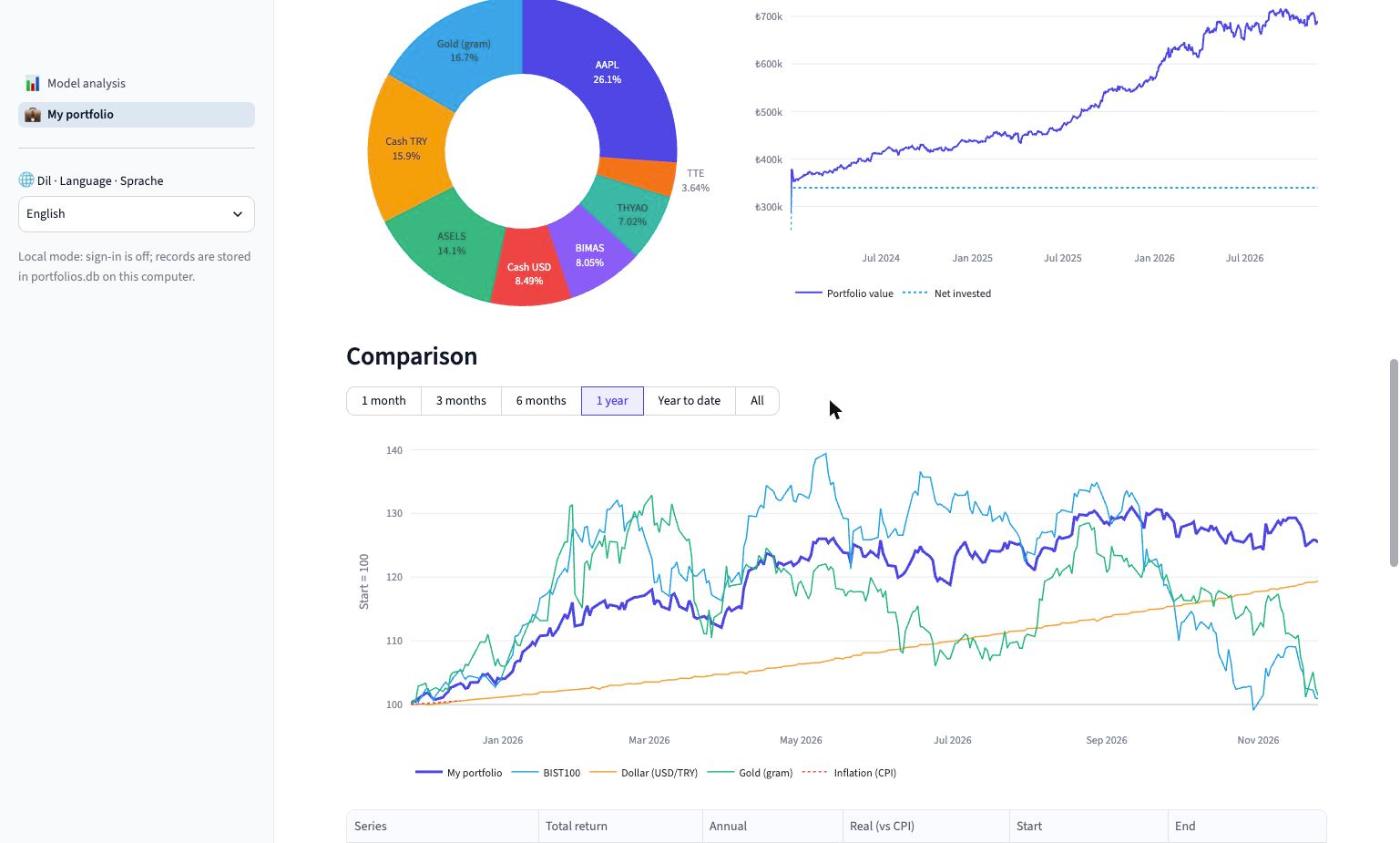 Model analysis
My portfolio
Dil · Language · Sprache
English
Local mode: sign-in is off; records are stored
in portfolios.db on this computer.
Gold (gram)
16.7%
AAPL
26.1%
Cash TRY
15.9%
TTE
3.64%
THYAO
7.02%
ASELS
14.1%
BIMAS
8.05%
Cash USD
8.49%
₺700k
₺600k
₺500k
₺400k
₺300k
Jul 2024
Jan 2025
Jul 2025
Jan 2026
Jul 2026
Portfolio value
Net invested
Comparison
1 month
3 months
6 months
1 year
Year to date
All
Start = 100
140
130
120
110
100
Jan 2026
Mar 2026
May 2026
Jul 2026
Sep 2026
Nov 2026
My portfolio
BIST100
Dollar (USD/TRY)
Gold (gram)
Inflation (CPI)
Series
Total return
Annual
Real (vs CPI)
Start
End